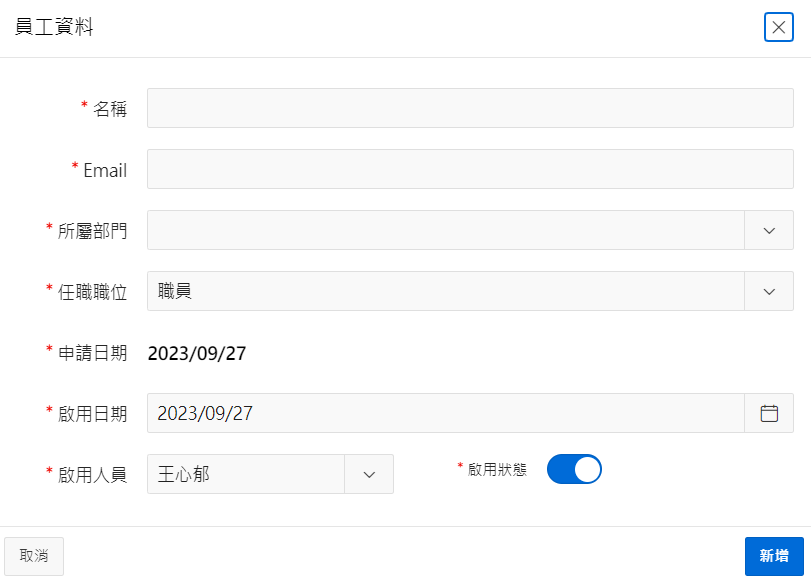 員工資料
* 名稱
* Email
* 所屬部門
* 任職職位 職員
* 申請日期 2023/09/27
* 啟用日期 2023/09/27
* 啟用人員 王心郁 * 啟用狀態
取消 新增